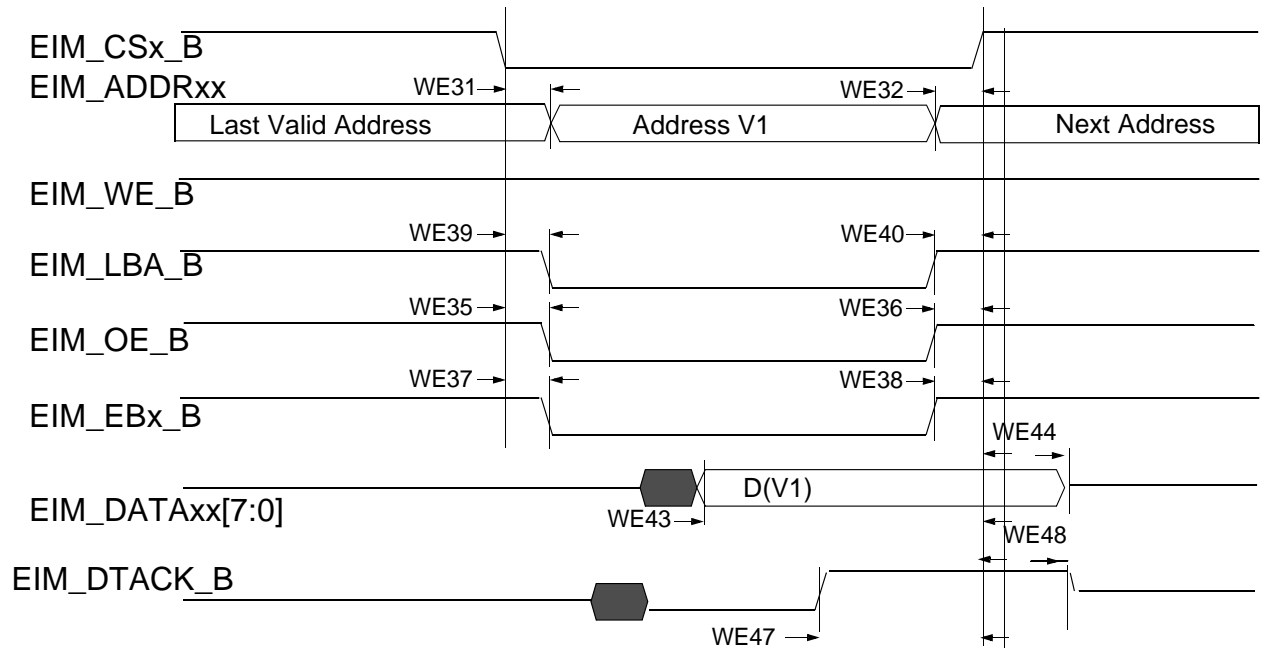 EIM_CSx_B
EIM_ADDRxx
WE31
WE32
Last Valid Address
Address V1
Next Address
EIM_WE_B
WE39
WE40
EIM_LBA_B
WE35
WE36
EIM_OE_B
WE37
WE38
EIM_EBx_B
WE44
D(V1)
EIM_DATAxx[7:0]
WE43
WE48
EIM_DTACK_B
WE47